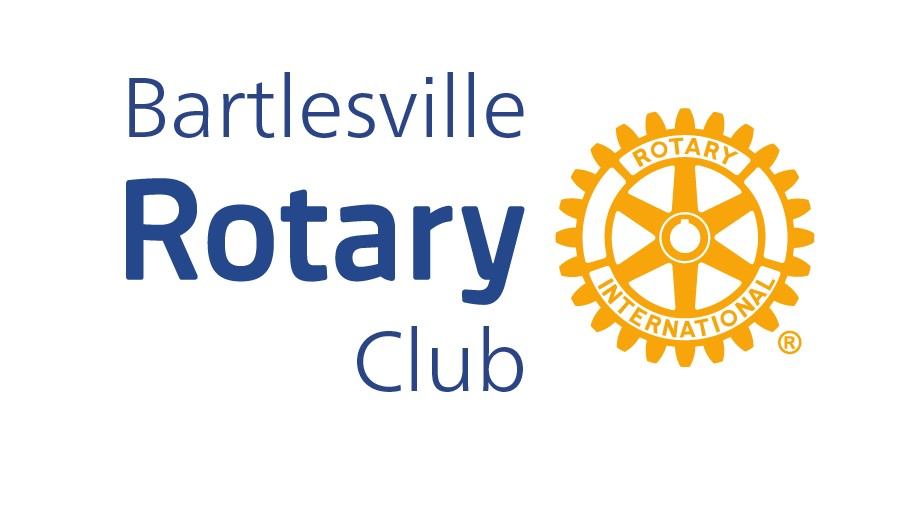 Bartlesville
Rotary
Club
ROTARY
INTERNATIONAL
®